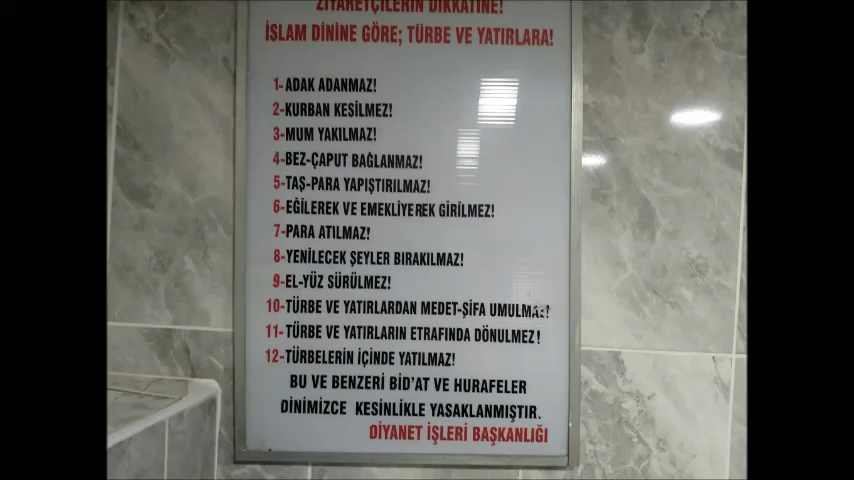 ZİYARETÇİLERİN DİKKATİNE!
İSLAM DİNİNE GÖRE; TÜRBE VE YATIRLARA!
1-ADAK ADANMAZ!
2-KURBAN KESİLMEZ!
3-MUM YAKILMAZ!
4-BEZ-ÇAPUT BAĞLANMAZ!
5-TAŞ-PARA YAPIŞTIRILMAZ!
6-EĞİLEREK VE EMEKLİYEREK GİRİLMEZ!
7-PARA ATILMAZ!
8-YENİLECEK ŞEYLER BIRAKILMAZ!
9-EL-YÜZ SÜRÜLMEZ!
10-TÜRBE VE YATIRLARDAN MEDET-ŞİFA UMULMAZ!
11-TÜRBE VE YATIRLARIN ETRAFINDA DÖNULMEZ!
12-TÜRBELERİN İÇİNDE YATILMAZ!
BU VE BENZERİ BİD'AT VE HURAFELER
DİNİMİZCE KESİNLİKLE YASAKLANMIŞTIR.
DİYANET İŞLERİ BAŞKANLIĞI